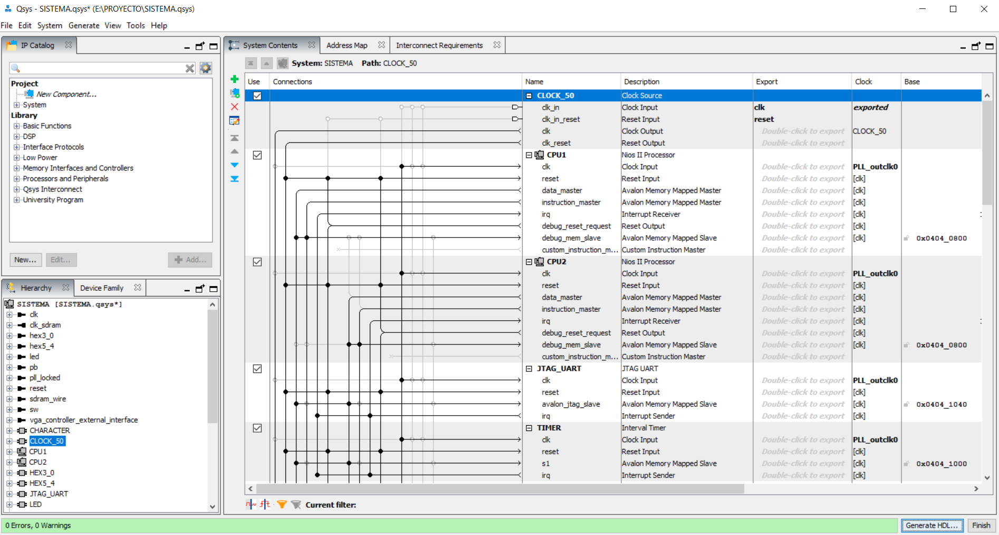 Qsys - SISTEMA.qsys* (E:\PROYECTO\SISTEMA.qsys)
File Edit System Generate View Tools Help
IP Catalog
Project
New Component...
System
Library
Basic Functions
DSP
Interface Protocols
Low Power
Memory Interfaces and Controllers
Processors and Peripherals
Qsys Interconnect
University Program
New... Edit... Add...
Hierarchy Device Family
SISTEMA [SISTEMA.qsys*]
clk
clk_sdram
hex3_0
hex5_4
led
pb
pll_locked
reset
sdram_wire
sw
vga_controller_external_interface
CHARACTER
CLOCK_50
CPU1
CPU2
HEX3_0
HEX5_4
JTAG_UART
LED
System Contents Address Map Interconnect Requirements
System: SISTEMA Path: CLOCK_50
Use Connections Name Description Export Clock Base
CLOCK_50 Clock Source
clk_in Clock Input clk exported
clk_in_reset Reset Input reset
clk Clock Output Double-click to export CLOCK_50
clk_reset Reset Output Double-click to export
CPU1 Nios II Processor
clk Clock Input Double-click to export PLL_outclk0
reset Reset Input Double-click to export [clk]
data_master Avalon Memory Mapped Master Double-click to export [clk]
instruction_master Avalon Memory Mapped Master Double-click to export [clk]
irq Interrupt Receiver Double-click to export [clk]
debug_reset_request Reset Output Double-click to export [clk]
debug_mem_slave Avalon Memory Mapped Slave Double-click to export [clk] 0x0404_0800
custom_instruction_m... Custom Instruction Master Double-click to export
CPU2 Nios II Processor
clk Clock Input Double-click to export PLL_outclk0
reset Reset Input Double-click to export [clk]
data_master Avalon Memory Mapped Master Double-click to export [clk]
instruction_master Avalon Memory Mapped Master Double-click to export [clk]
irq Interrupt Receiver Double-click to export [clk]
debug_reset_request Reset Output Double-click to export [clk]
debug_mem_slave Avalon Memory Mapped Slave Double-click to export [clk] 0x0404_0800
custom_instruction_m... Custom Instruction Master Double-click to export
JTAG_UART JTAG UART
clk Clock Input Double-click to export PLL_outclk0
reset Reset Input Double-click to export [clk]
avalon_jtag_slave Avalon Memory Mapped Slave Double-click to export [clk] 0x0404_1040
irq Interrupt Sender Double-click to export [clk]
TIMER Interval Timer
clk Clock Input Double-click to export PLL_outclk0
reset Reset Input Double-click to export [clk]
s1 Avalon Memory Mapped Slave Double-click to export [clk] 0x0404_1000
irq Interrupt Sender Double-click to export [clk]
Current filter:
0 Errors, 0 Warnings
Generate HDL... Finish